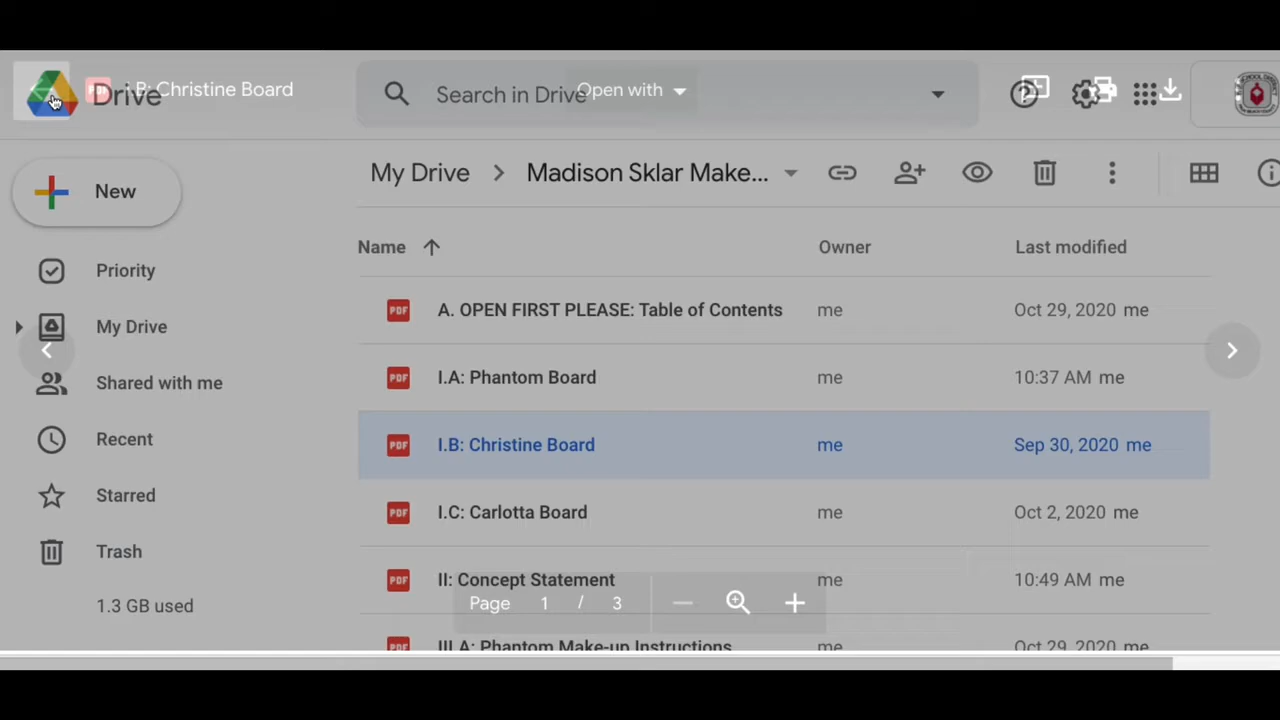 I.B: Christine Board
Drive
Search in Drive
Open with
New
My Drive
Madison Sklar Make...
Name
Owner
Last modified
Priority
My Drive
Shared with me
Recent
Starred
Trash
1.3 GB used
A. OPEN FIRST PLEASE: Table of Contents me Oct 29, 2020 me
I.A: Phantom Board me 10:37 AM me
I.B: Christine Board me Sep 30, 2020 me
I.C: Carlotta Board me Oct 2, 2020 me
II: Concept Statement me 10:49 AM me
Page 1 / 3
III.A: Phantom Make-up Instructions me Oct 29, 2020 me